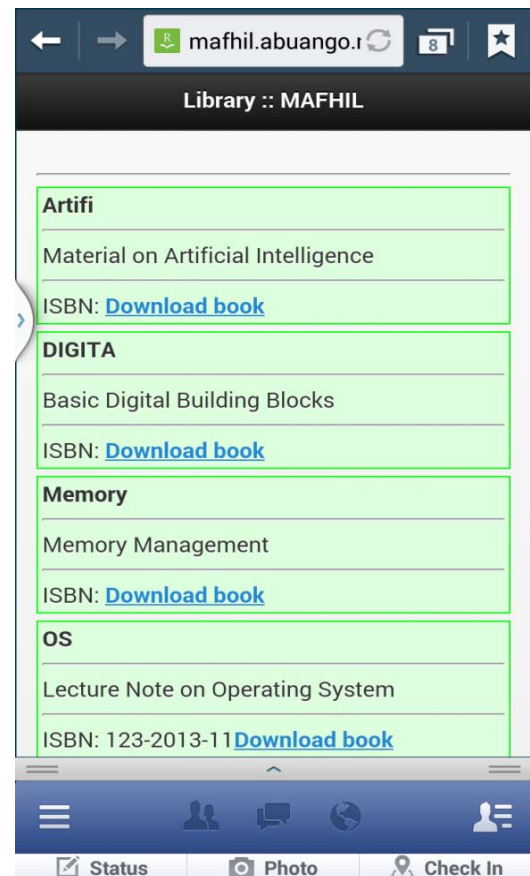 mafhil.abuango.r
8
Library :: MAFHIL
Artifi
Material on Artificial Intelligence
ISBN: Download book
DIGITA
Basic Digital Building Blocks
ISBN: Download book
Memory
Memory Management
ISBN: Download book
OS
Lecture Note on Operating System
ISBN: 123-2013-11Download book
Status Photo Check In